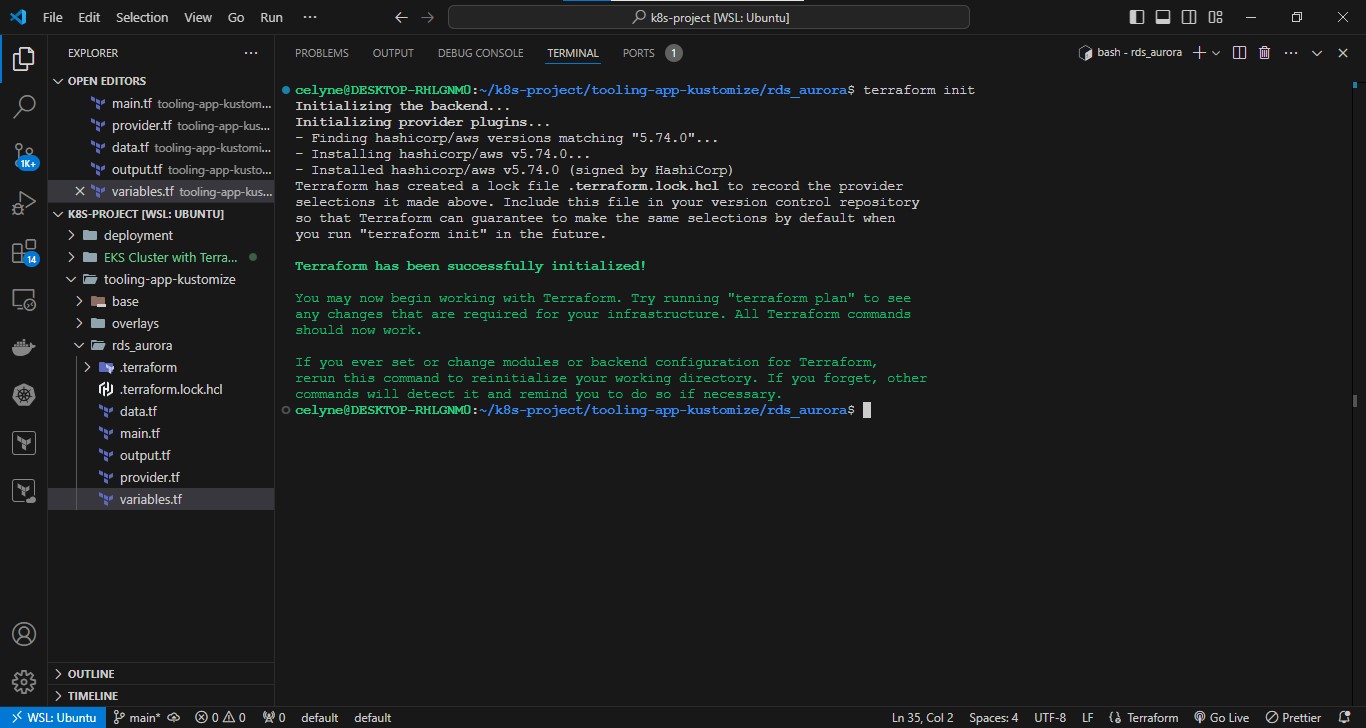 File Edit Selection View Go Run ···
k8s-project [WSL: Ubuntu]
EXPLORER ···
PROBLEMS OUTPUT DEBUG CONSOLE TERMINAL PORTS 1
bash - rds_aurora
OPEN EDITORS
main.tf tooling-app-kustom...
provider.tf tooling-app-kus...
data.tf tooling-app-kustomi...
output.tf tooling-app-kusto...
variables.tf tooling-app-kus...
K8S-PROJECT [WSL: UBUNTU]
deployment
EKS Cluster with Terra...
tooling-app-kustomize
base
overlays
rds_aurora
.terraform
.terraform.lock.hcl
data.tf
main.tf
output.tf
provider.tf
variables.tf
OUTLINE
TIMELINE
1K+
14
celyne@DESKTOP-RHLGNM0:~/k8s-project/tooling-app-kustomize/rds_aurora$ terraform init
Initializing the backend...
Initializing provider plugins...
- Finding hashicorp/aws versions matching "5.74.0"...
- Installing hashicorp/aws v5.74.0...
- Installed hashicorp/aws v5.74.0 (signed by HashiCorp)
Terraform has created a lock file .terraform.lock.hcl to record the provider
selections it made above. Include this file in your version control repository
so that Terraform can guarantee to make the same selections by default when
you run "terraform init" in the future.
Terraform has been successfully initialized!
You may now begin working with Terraform. Try running "terraform plan" to see
any changes that are required for your infrastructure. All Terraform commands
should now work.
If you ever set or change modules or backend configuration for Terraform,
rerun this command to reinitialize your working directory. If you forget, other
commands will detect it and remind you to do so if necessary.
celyne@DESKTOP-RHLGNM0:~/k8s-project/tooling-app-kustomize/rds_aurora$
WSL: Ubuntu main* 0 0 0 default default Ln 35, Col 2 Spaces: 4 UTF-8 LF Terraform Go Live Prettier